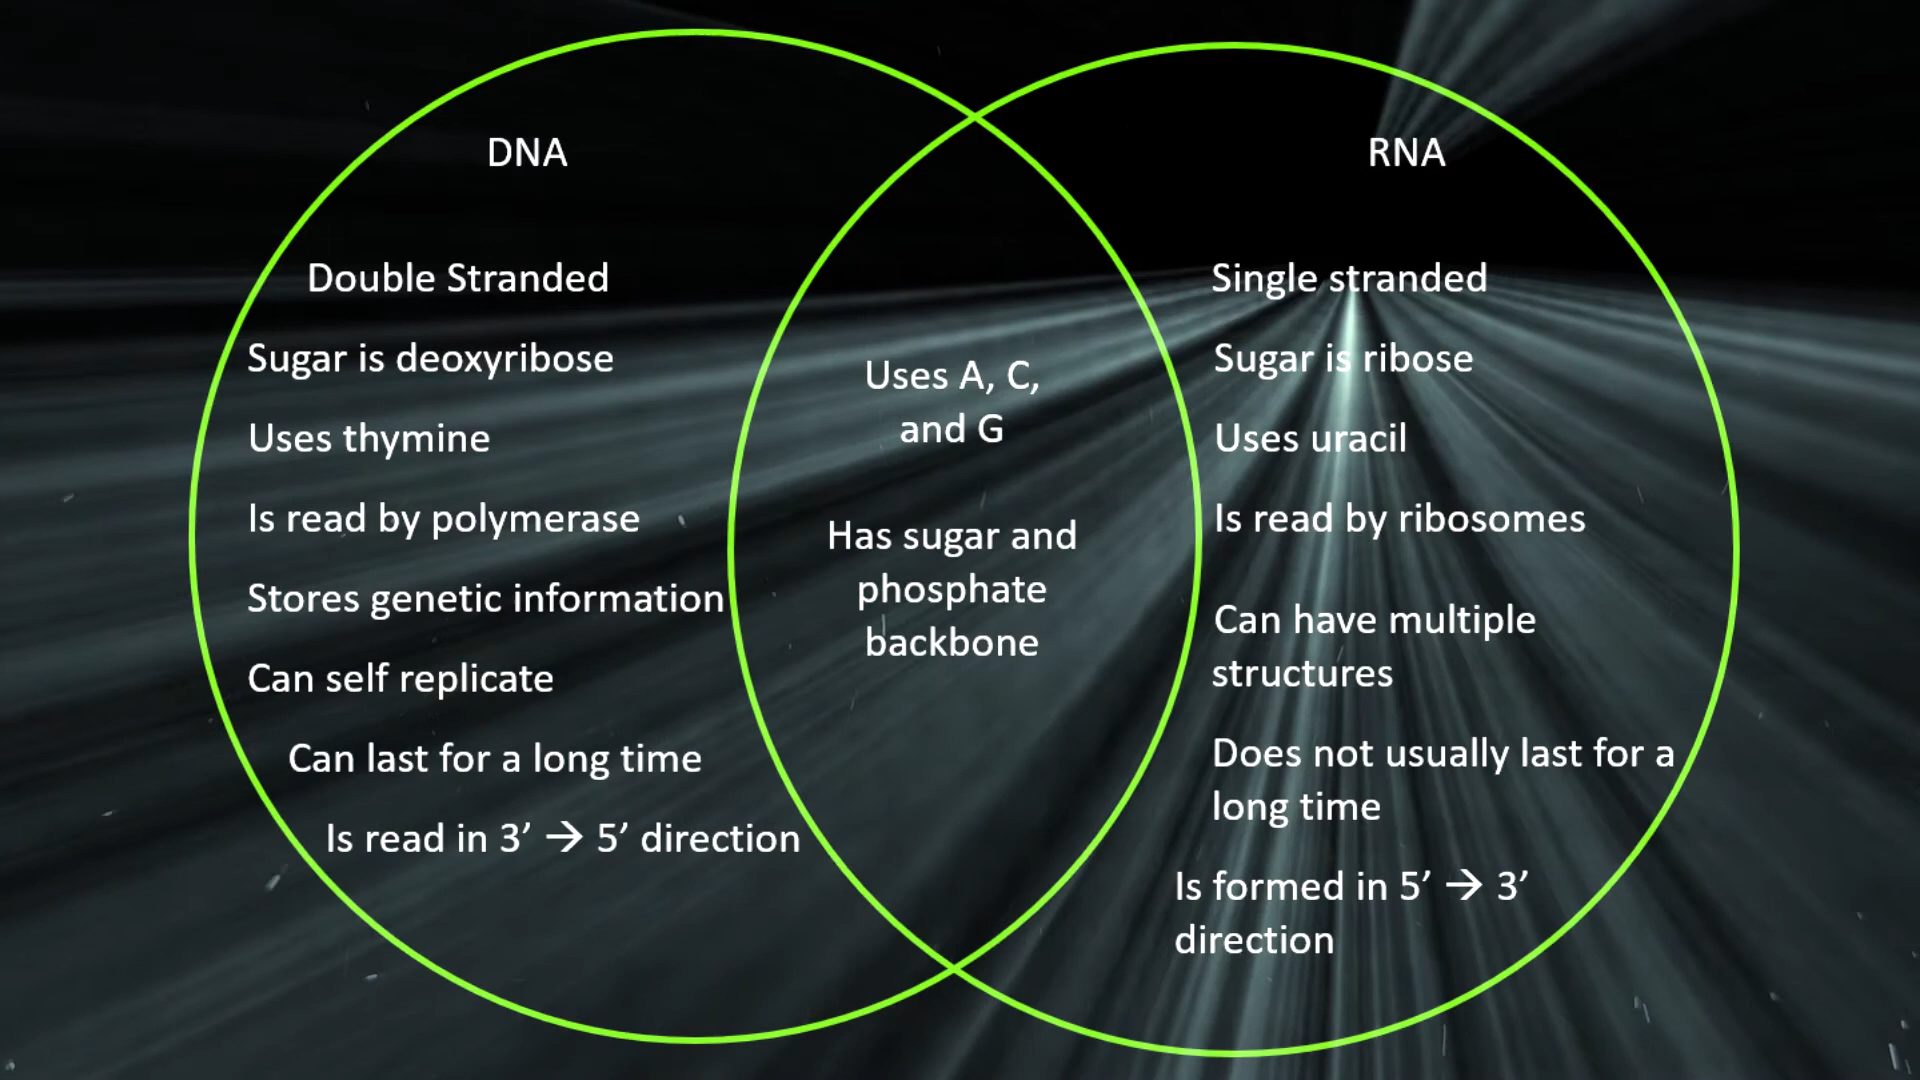 DNA
Double Stranded
Sugar is deoxyribose
Uses thymine
Is read by polymerase
Stores genetic information
Can self replicate
Can last for a long time
Is read in 3’ → 5’ direction
Uses A, C,
and G
Has sugar and
phosphate
backbone
RNA
Single stranded
Sugar is ribose
Uses uracil
Is read by ribosomes
Can have multiple
structures
Does not usually last for a
long time
Is formed in 5’ → 3’
direction